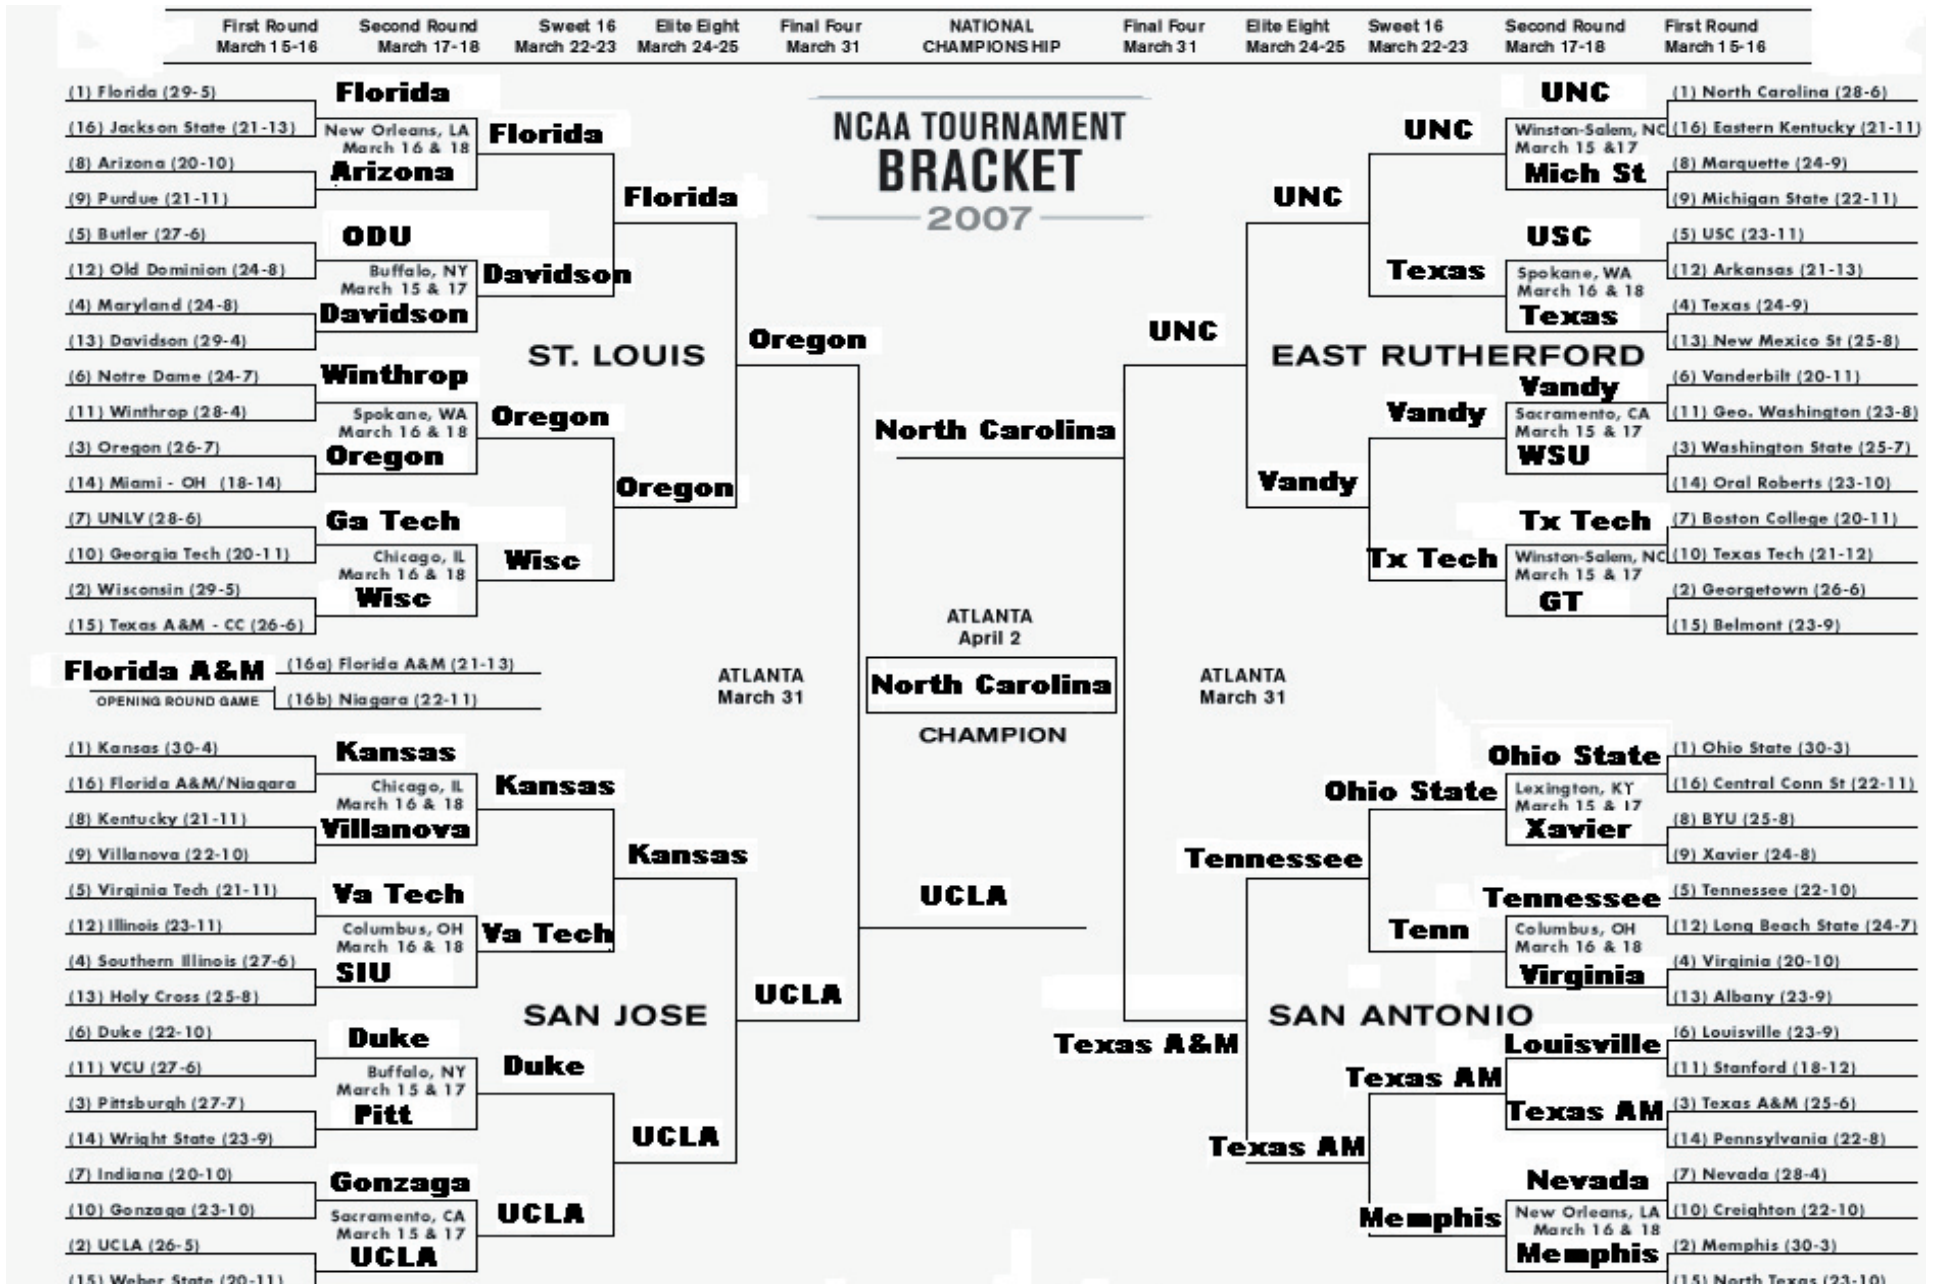 First Round Second Round Sweet 16 Elite Eight Final Four NATIONAL Final Four Elite Eight Sweet 16 Second Round First Round
March 15-16 March 17-18 March 22-23 March 24-25 March 31 CHAMPIONSHIP March 31 March 24-25 March 22-23 March 17-18 March 15-16
NCAA TOURNAMENT
BRACKET
2007
(1) Florida (29-5)
(16) Jackson State (21-13)
(8) Arizona (20-10)
(9) Purdue (21-11)
(5) Butler (27-6)
(12) Old Dominion (24-8)
(4) Maryland (24-8)
(13) Davidson (29-4)
(6) Notre Dame (24-7)
(11) Winthrop (28-4)
(3) Oregon (26-7)
(14) Miami - OH (18-14)
(7) UNLV (28-6)
(10) Georgia Tech (20-11)
(2) Wisconsin (29-5)
(15) Texas A&M - CC (26-6)
Florida
New Orleans, LA
March 16 & 18
Arizona
ODU
Buffalo, NY
March 15 & 17
Davidson
Winthrop
Spokane, WA
March 16 & 18
Oregon
Ga Tech
Chicago, IL
March 16 & 18
Wisc
Florida
Davidson
Oregon
Wisc
Florida
Oregon
ST. LOUIS
Oregon
Florida A&M
OPENING ROUND GAME
(16a) Florida A&M (21-13)
(16b) Niagara (22-11)
(1) Kansas (30-4)
(16) Florida A&M/Niagara
(8) Kentucky (21-11)
(9) Villanova (22-10)
(5) Virginia Tech (21-11)
(12) Illinois (23-11)
(4) Southern Illinois (27-6)
(13) Holy Cross (25-8)
(6) Duke (22-10)
(11) VCU (27-6)
(3) Pittsburgh (27-7)
(14) Wright State (23-9)
(7) Indiana (20-10)
(10) Gonzaga (23-10)
(2) UCLA (26-5)
(15) Weber State (20-11)
Kansas
Chicago, IL
March 16 & 18
Villanova
Va Tech
Columbus, OH
March 16 & 18
SIU
Duke
Buffalo, NY
March 15 & 17
Pitt
Gonzaga
Sacramento, CA
March 15 & 17
UCLA
Kansas
Va Tech
Duke
UCLA
Kansas
UCLA
SAN JOSE
UCLA
ATLANTA
March 31
North Carolina
ATLANTA
April 2
North Carolina
CHAMPION
UCLA
ATLANTA
March 31
UNC
EAST RUTHERFORD
UNC
Vandy
UNC
Texas
Vandy
Tx Tech
UNC
Winston-Salem, NC
March 15 &17
Mich St
USC
Spokane, WA
March 16 & 18
Texas
Vandy
Sacramento, CA
March 15 & 17
WSU
Tx Tech
Winston-Salem, NC
March 15 & 17
GT
(1) North Carolina (28-6)
(16) Eastern Kentucky (21-11)
(8) Marquette (24-9)
(9) Michigan State (22-11)
(5) USC (23-11)
(12) Arkansas (21-13)
(4) Texas (24-9)
(13) New Mexico St (25-8)
(6) Vanderbilt (20-11)
(11) Geo. Washington (23-8)
(3) Washington State (25-7)
(14) Oral Roberts (23-10)
(7) Boston College (20-11)
(10) Texas Tech (21-12)
(2) Georgetown (26-6)
(15) Belmont (23-9)
Texas A&M
SAN ANTONIO
Tennessee
Texas AM
Ohio State
Tenn
Texas AM
Memphis
Ohio State
Lexington, KY
March 15 & 17
Xavier
Tennessee
Columbus, OH
March 16 & 18
Virginia
Louisville
Texas AM
Nevada
New Orleans, LA
March 16 & 18
Memphis
(1) Ohio State (30-3)
(16) Central Conn St (22-11)
(8) BYU (25-8)
(9) Xavier (24-8)
(5) Tennessee (22-10)
(12) Long Beach State (24-7)
(4) Virginia (20-10)
(13) Albany (23-9)
(6) Louisville (23-9)
(11) Stanford (18-12)
(3) Texas A&M (25-6)
(14) Pennsylvania (22-8)
(7) Nevada (28-4)
(10) Creighton (22-10)
(2) Memphis (30-3)
(15) North Texas (23-10)